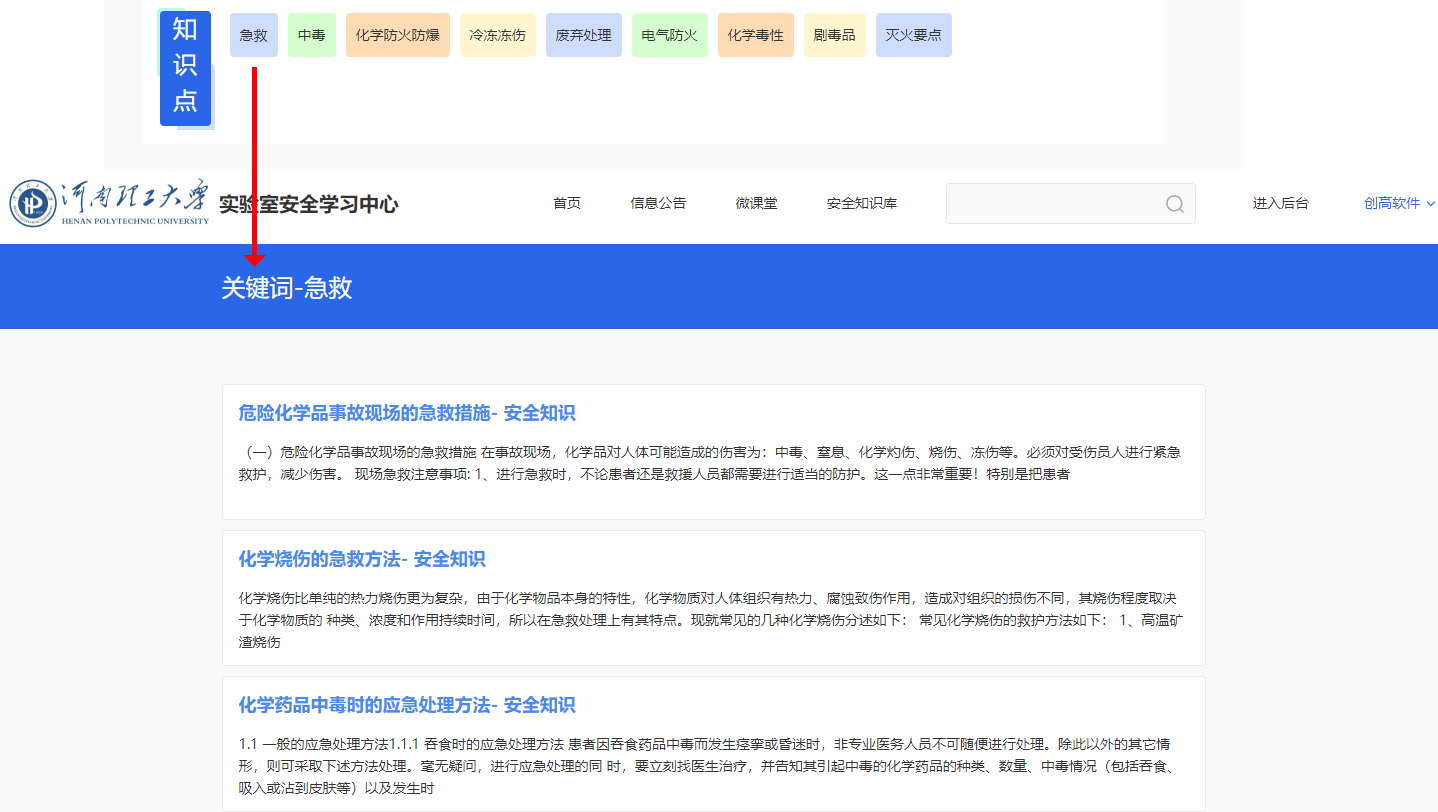 知
识
点
急救 中毒 化学防火防爆 冷冻冻伤 废弃处理 电气防火 化学毒性 剧毒品 灭火要点
河南理工大学
HENAN POLYTECHNIC UNIVERSITY
实验室安全学习中心 首页 信息公告 微课堂 安全知识库 进入后台 创高软件
关键词-急救
危险化学品事故现场的急救措施- 安全知识
（一）危险化学品事故现场的急救措施 在事故现场，化学品对人体可能造成的伤害为：中毒、窒息、化学灼伤、烧伤、冻伤等。必须对受伤员人进行紧急
救护，减少伤害。 现场急救注意事项: 1、进行急救时，不论患者还是救援人员都需要进行适当的防护。这一点非常重要！特别是把患者
化学烧伤的急救方法- 安全知识
化学烧伤比单纯的热力烧伤更为复杂，由于化学物品本身的特性，化学物质对人体组织有热力、腐蚀致伤作用，造成对组织的损伤不同，其烧伤程度取决
于化学物质的 种类、浓度和作用持续时间，所以在急救处理上有其特点。现就常见的几种化学烧伤分述如下： 常见化学烧伤的救护方法如下： 1、高温矿
渣烧伤
化学药品中毒时的应急处理方法- 安全知识
1.1 一般的应急处理方法1.1.1 吞食时的应急处理方法 患者因吞食药品中毒而发生痉挛或昏迷时，非专业医务人员不可随便进行处理。除此以外的其它情
形，则可采取下述方法处理。毫无疑问，进行应急处理的同 时，要立刻找医生治疗，并告知其引起中毒的化学药品的种类、数量、中毒情况（包括吞食、
吸入或沾到皮肤等）以及发生时